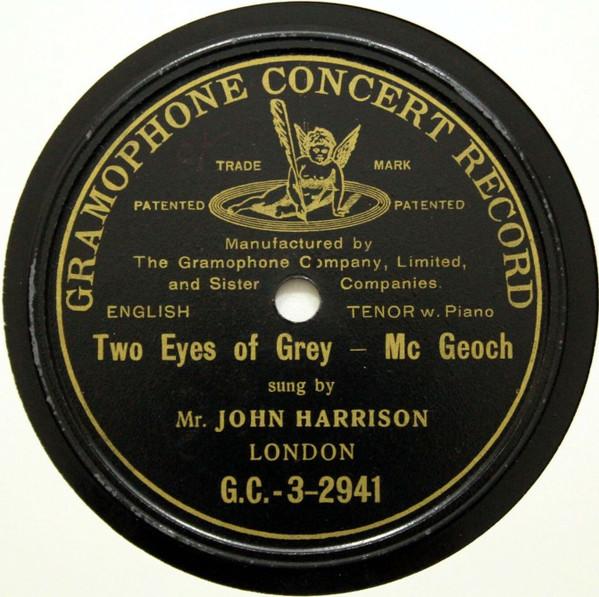 GRAMOPHONE CONCERT RECORD
TRADE MARK
PATENTED PATENTED
Manufactured by
The Gramophone Company, Limited,
and Sister Companies.
ENGLISH TENOR w. Piano
Two Eyes of Grey – Mc Geoch
sung by
Mr. JOHN HARRISON
LONDON
G.C.-3-2941